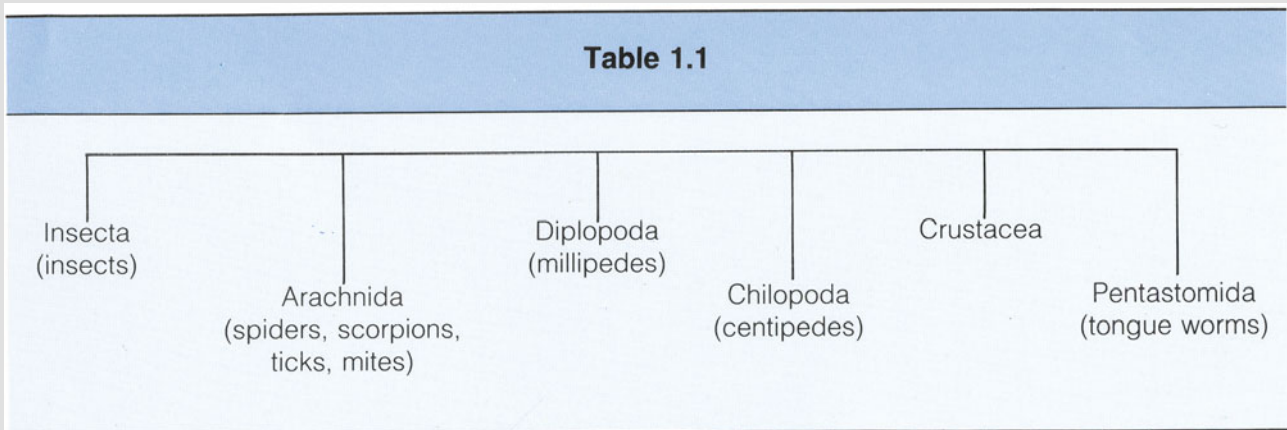 Table 1.1
Insecta
(insects)
Arachnida
(spiders, scorpions,
ticks, mites)
Diplopoda
(millipedes)
Chilopoda
(centipedes)
Crustacea
Pentastomida
(tongue worms)